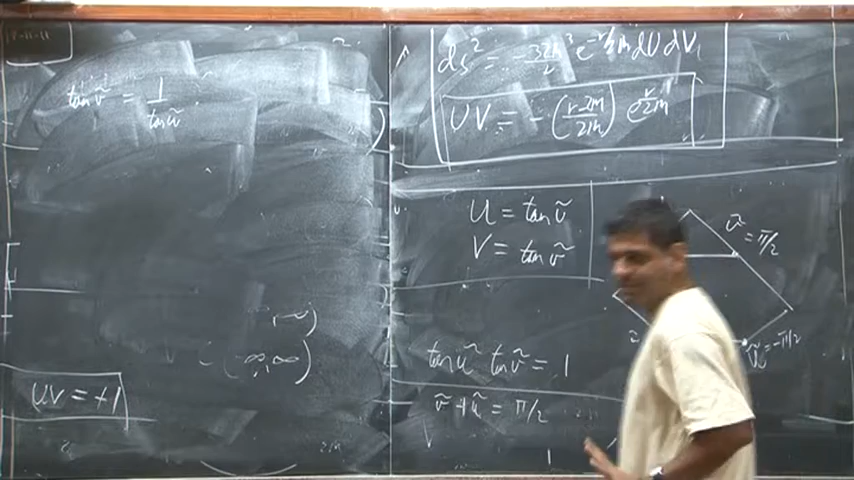 tan ṽ = 1/tan ũ
UV = +1
ds² = - 32m³/r e^(-r/2m) dU dV,
UV = - ((r-2m)/2m) e^(r/2m)
U = tan ũ
V = tan ṽ
ṽ = π/2
tan ũ tan ṽ = 1
ũ = -π/2
ṽ + ũ = π/2